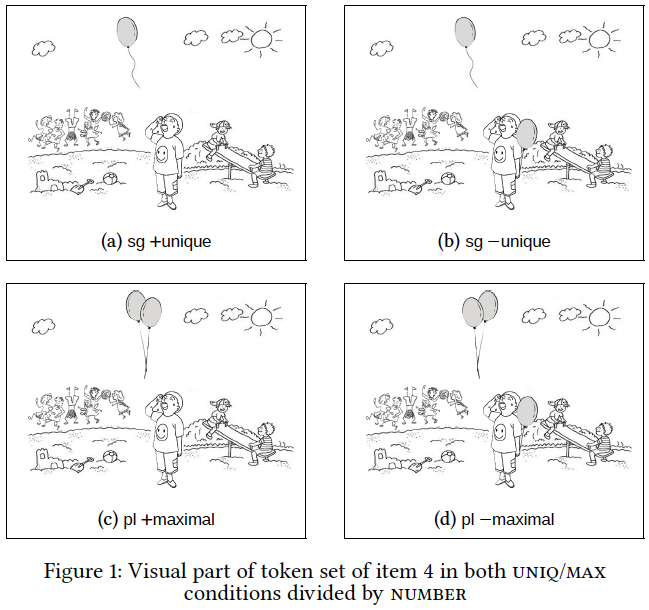 (a) sg +unique
(b) sg −unique
(c) pl +maximal
(d) pl −maximal
Figure 1: Visual part of token set of item 4 in both UNIQ/MAX
conditions divided by NUMBER